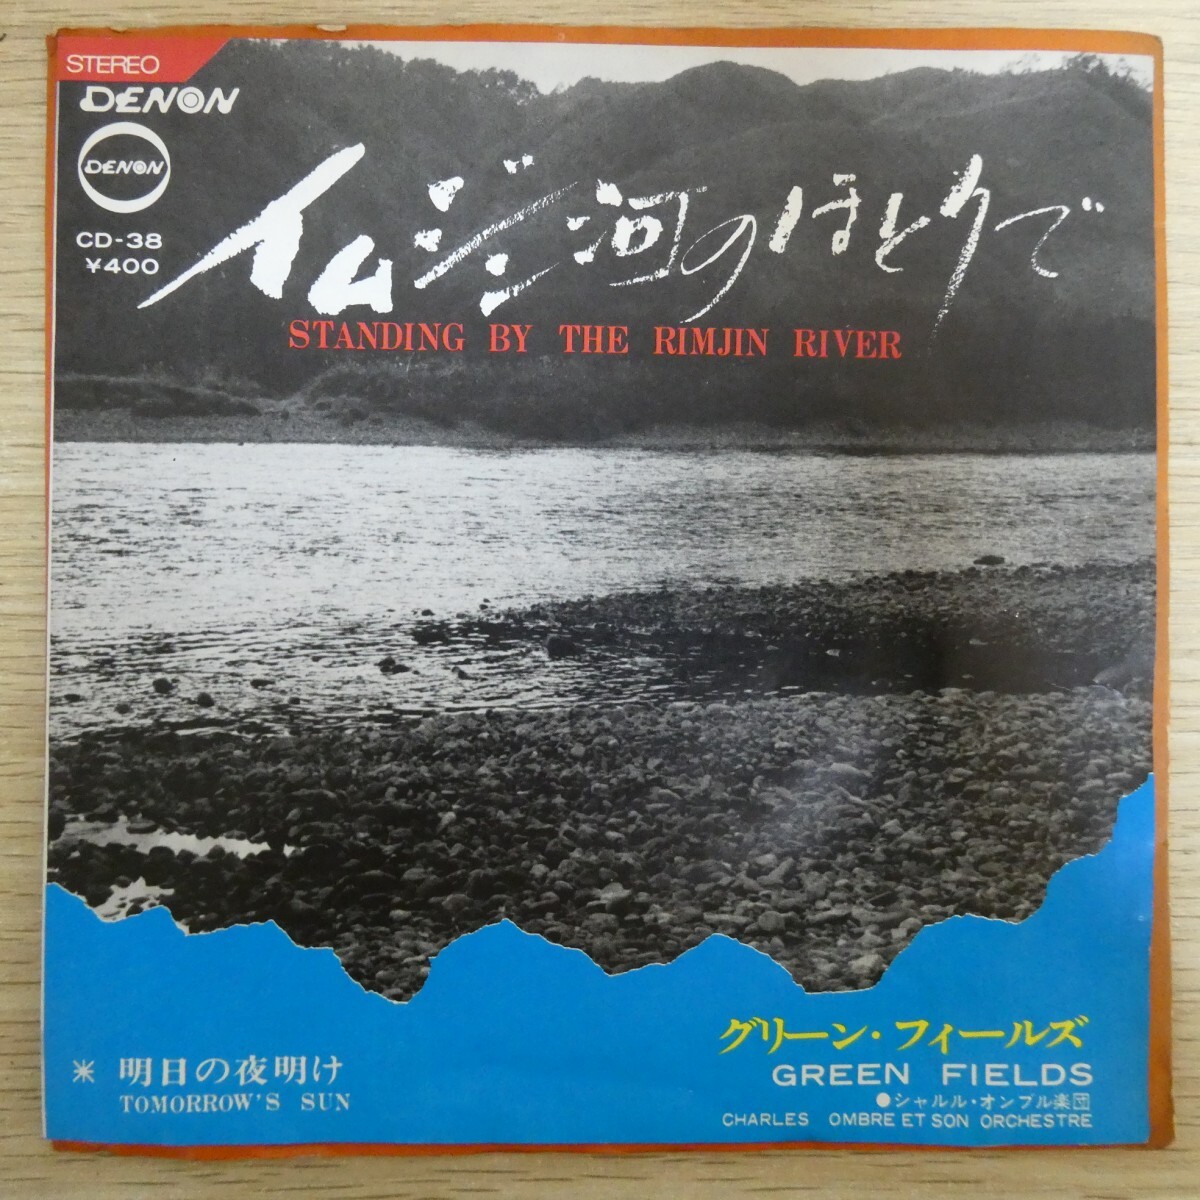 STEREO
DENON
DENON
CD-38
¥400
イムジン河のほとりで
STANDING BY THE RIMJIN RIVER
グリーン・フィールズ
GREEN FIELDS
●シャルル・オンブル楽団
CHARLES OMBRE ET SON ORCHESTRE
＊ 明日の夜明け
TOMORROW'S SUN